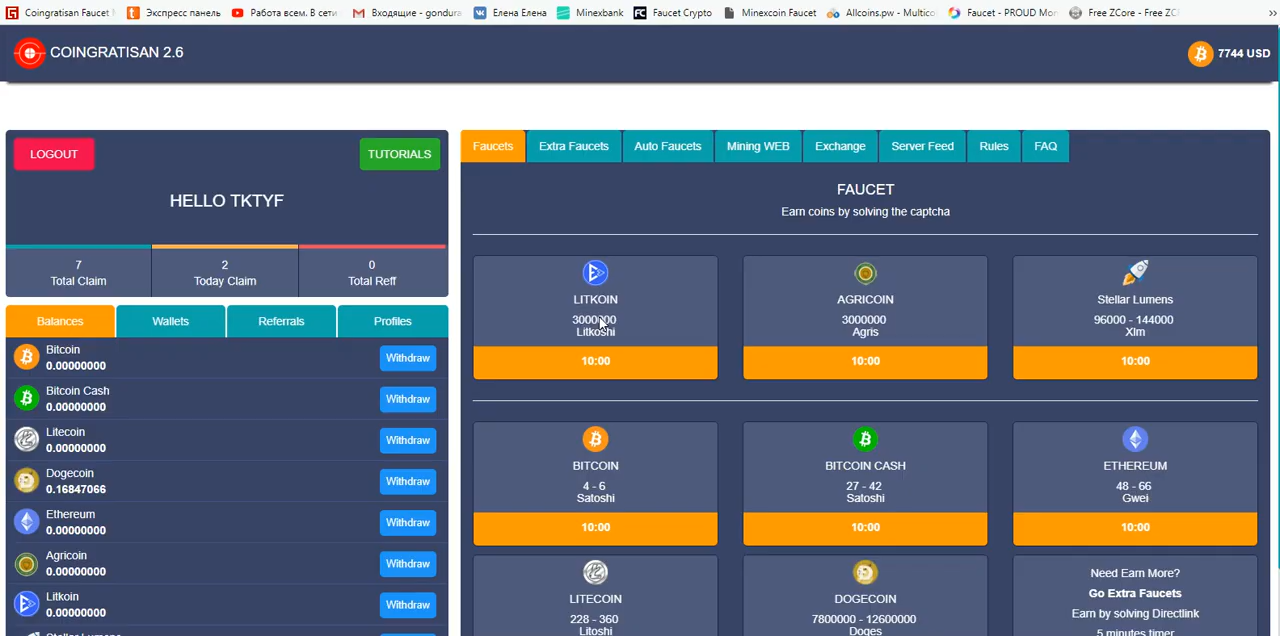 Coingratisan Faucet
Экспресс панель
Работа всем. В сети
Входящие - gondura
Елена Елена
Minexbank
Faucet Crypto
Minexcoin Faucet
Allcoins.pw - Multico
Faucet - PROUD Mon
Free ZCore - Free ZC
»
COINGRATISAN 2.6
7744 USD
LOGOUT
TUTORIALS
HELLO TKTYF
7
Total Claim
2
Today Claim
0
Total Reff
Balances
Wallets
Referrals
Profiles
Bitcoin
0.00000000
Withdraw
Bitcoin Cash
0.00000000
Withdraw
Litecoin
0.00000000
Withdraw
Dogecoin
0.16847066
Withdraw
Ethereum
0.00000000
Withdraw
Agricoin
0.00000000
Withdraw
Litkoin
0.00000000
Withdraw
Faucets
Extra Faucets
Auto Faucets
Mining WEB
Exchange
Server Feed
Rules
FAQ
FAUCET
Earn coins by solving the captcha
LITKOIN
3000000
Litkoshi
10:00
AGRICOIN
3000000
Agris
10:00
Stellar Lumens
96000 - 144000
Xlm
10:00
BITCOIN
4 - 6
Satoshi
10:00
BITCOIN CASH
27 - 42
Satoshi
10:00
ETHEREUM
48 - 66
Gwei
10:00
LITECOIN
228 - 360
Litoshi
DOGECOIN
7800000 - 12600000
Doges
Need Earn More?
Go Extra Faucets
Earn by solving Directlink
5 minutes timer